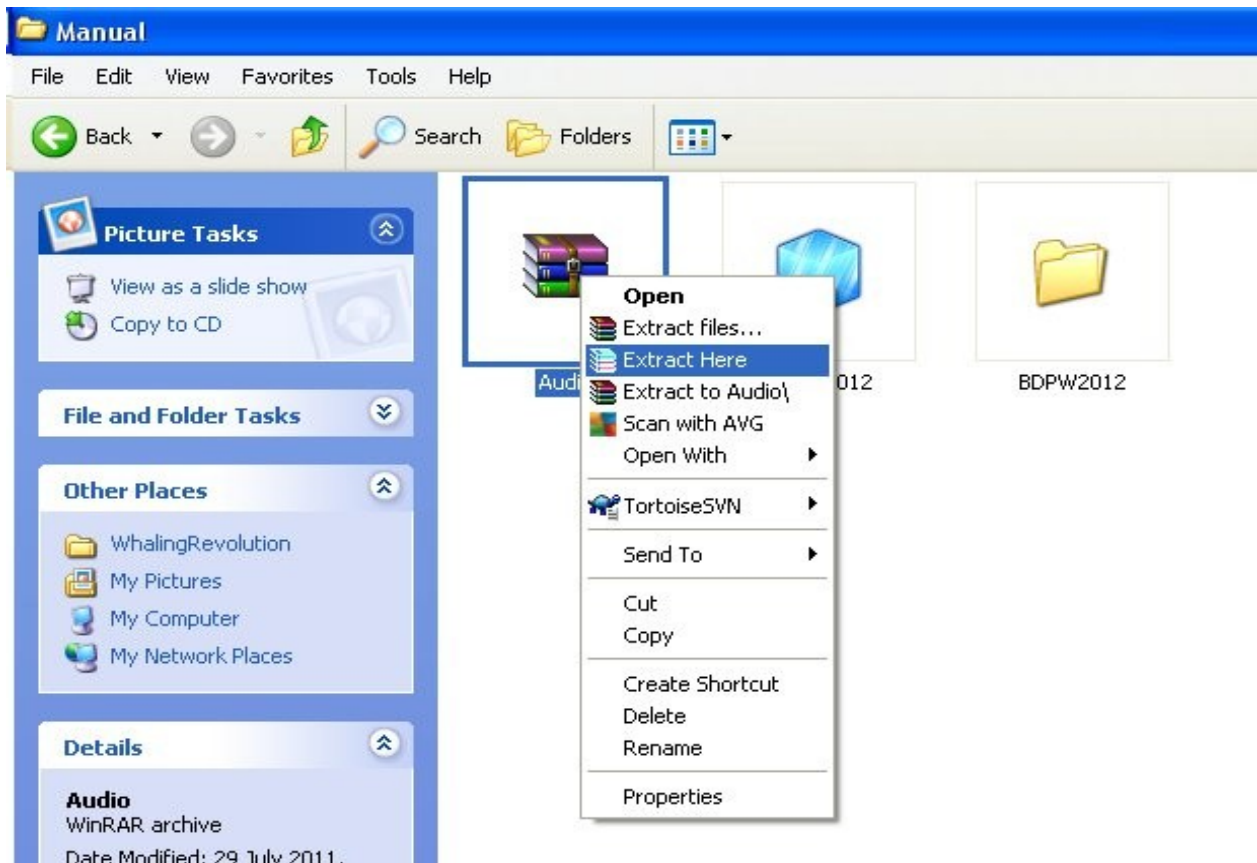 Manual
File Edit View Favorites Tools Help
Back Search Folders
Picture Tasks
View as a slide show
Copy to CD
File and Folder Tasks
Other Places
WhalingRevolution
My Pictures
My Computer
My Network Places
Details
Audio
WinRAR archive
Date Modified: 29 July 2011,
Open
Extract files...
Extract Here
Extract to Audio\
Scan with AVG
Open With
TortoiseSVN
Send To
Cut
Copy
Create Shortcut
Delete
Rename
Properties
Audi
012
BDPW2012